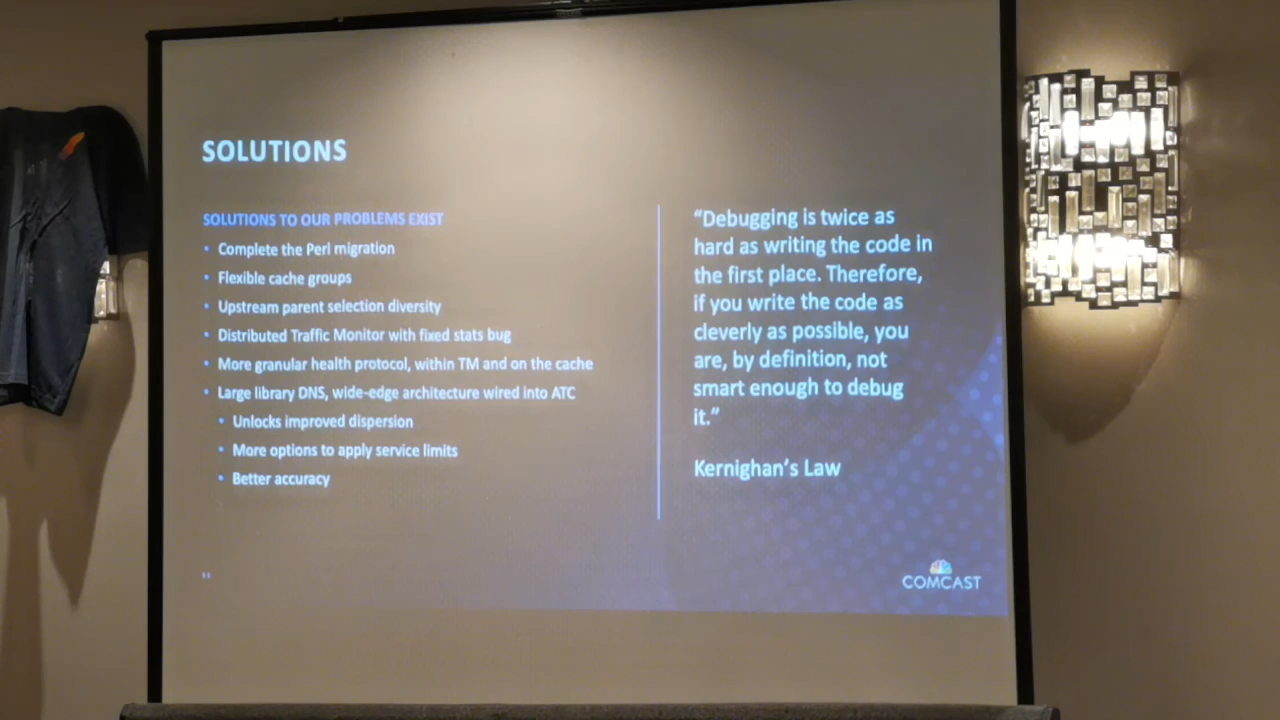 SOLUTIONS
SOLUTIONS TO OUR PROBLEMS EXIST
• Complete the Perl migration
• Flexible cache groups
• Upstream parent selection diversity
• Distributed Traffic Monitor with fixed stats bug
• More granular health protocol, within TM and on the cache
• Large library DNS, wide-edge architecture wired into ATC
• Unlocks improved dispersion
• More options to apply service limits
• Better accuracy
“Debugging is twice as
hard as writing the code in
the first place. Therefore,
if you write the code as
cleverly as possible, you
are, by definition, not
smart enough to debug
it.”
Kernighan’s Law
COMCAST